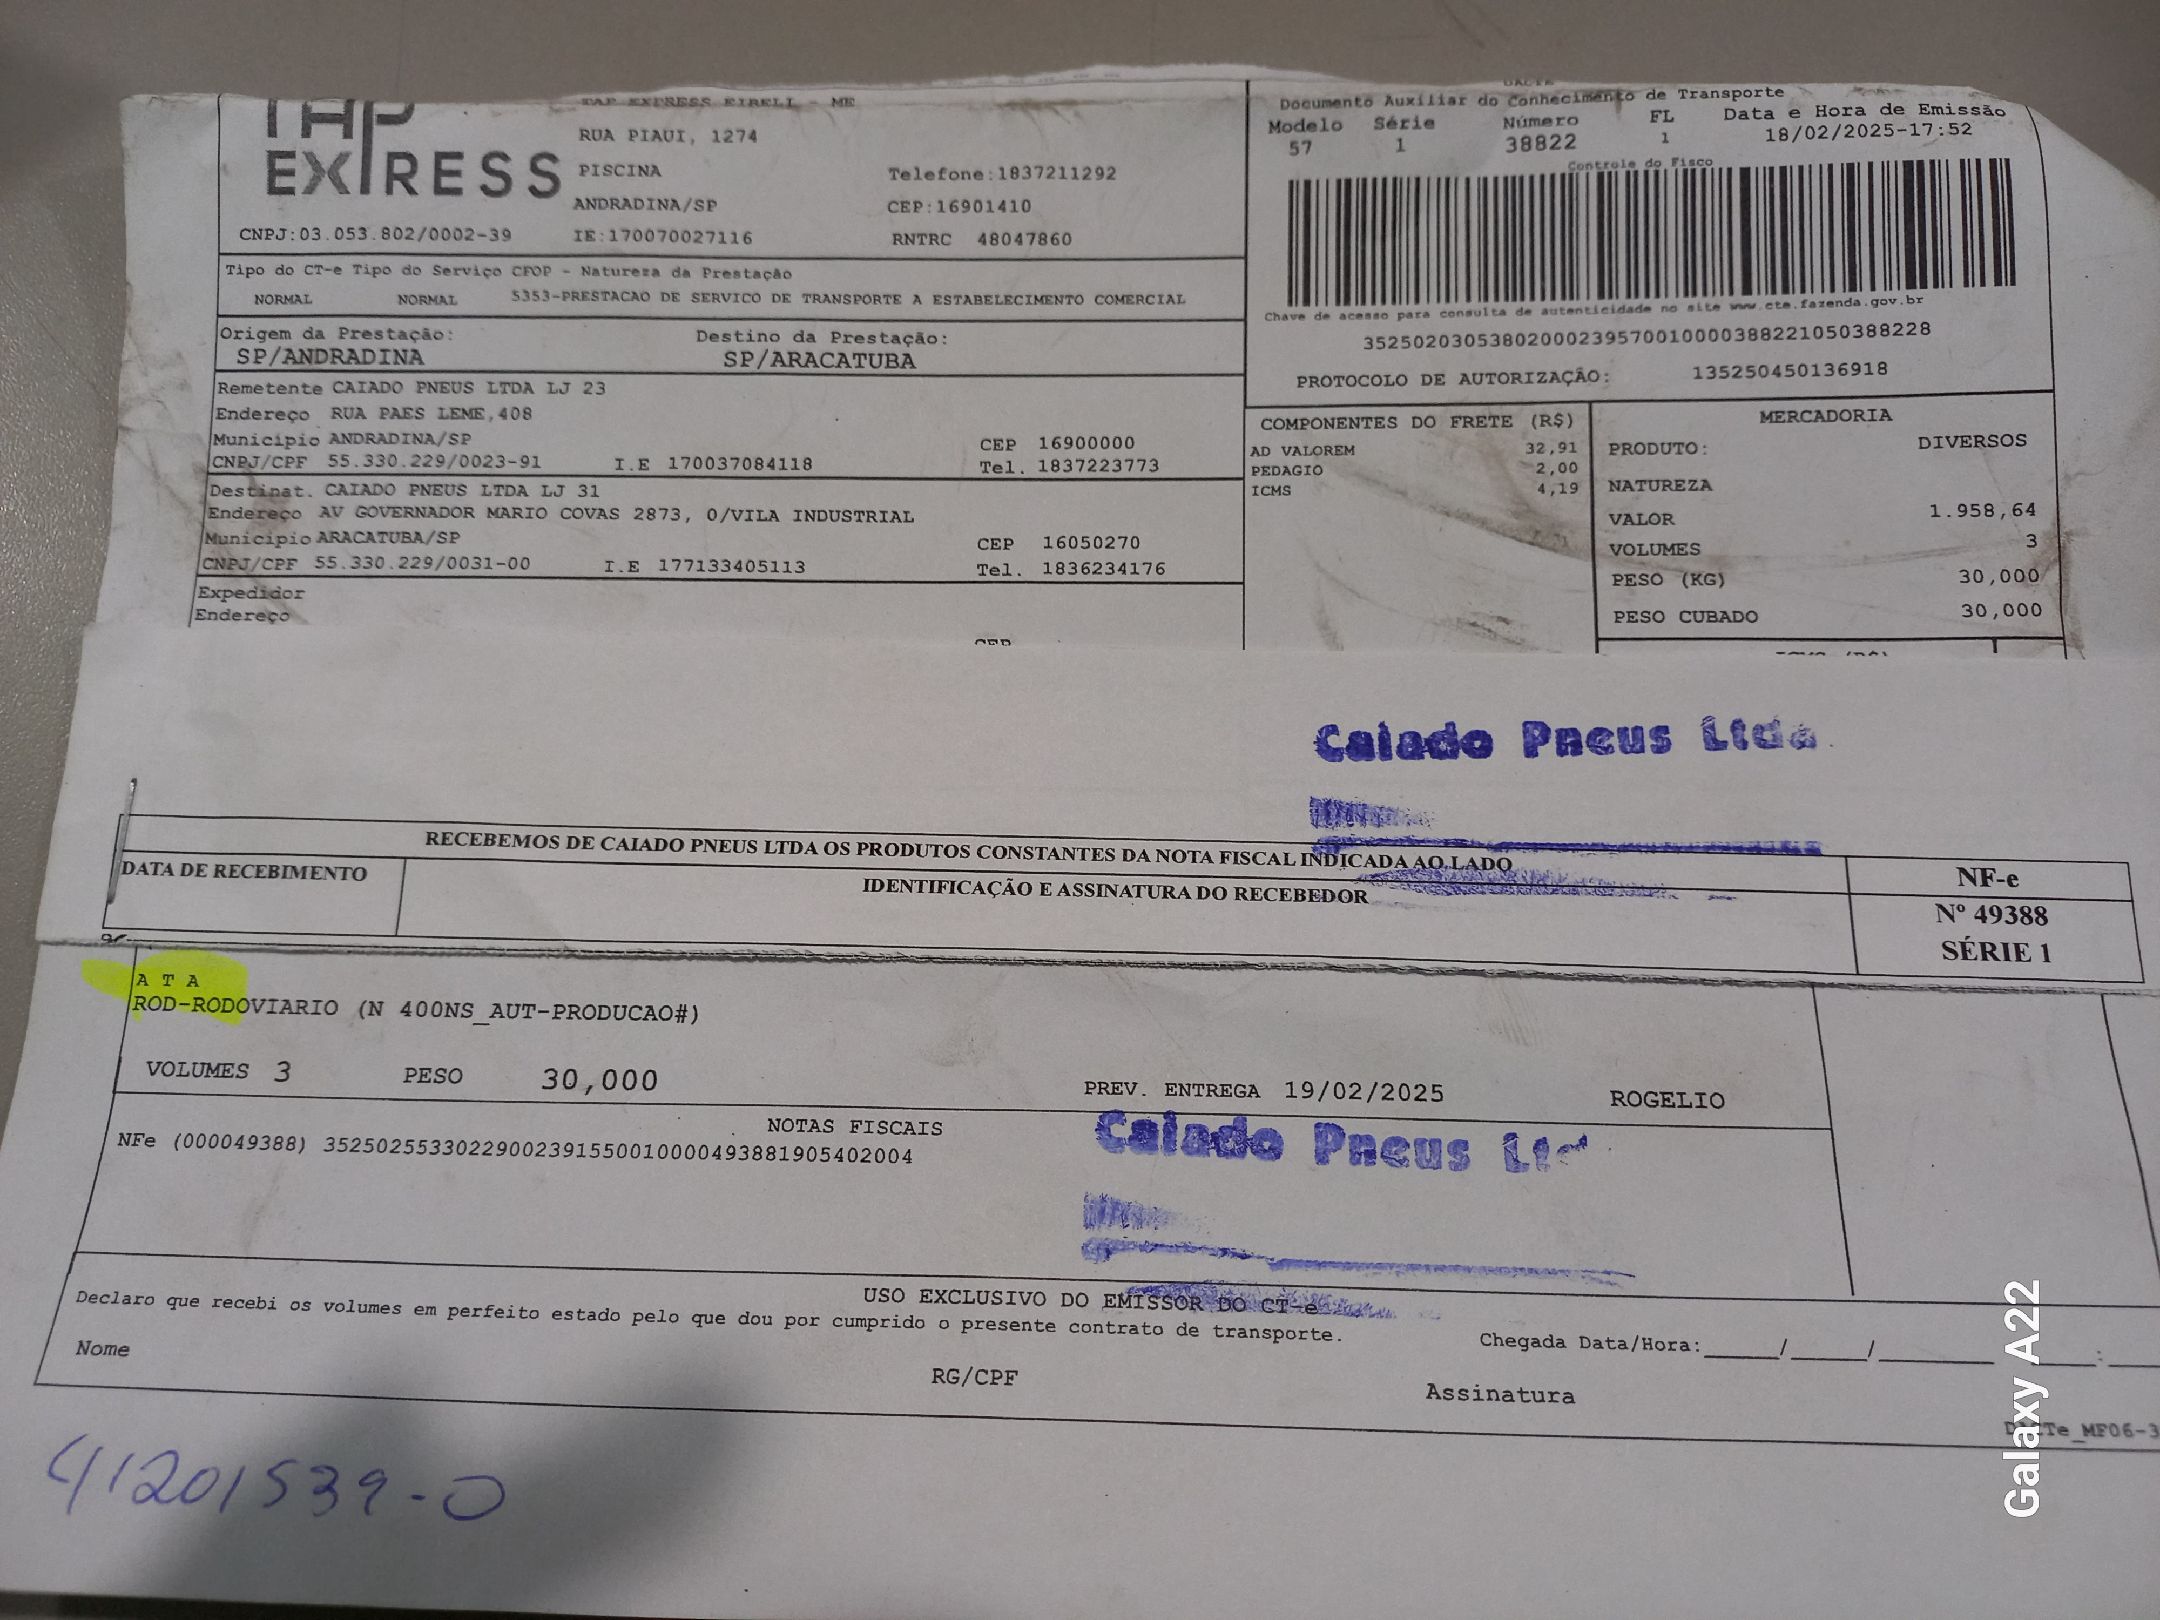 TAP EXPRESS
TAP EXPRESS EIRELI - ME
RUA PIAUI, 1274
PISCINA
Telefone:1837211292
ANDRADINA/SP
CEP:16901410
CNPJ:03.053.802/0002-39
IE:170070027116
RNTRC 48047860
DACTE
Documento Auxiliar do Conhecimento de Transporte
Modelo Série Número FL Data e Hora de Emissão
57 1 38822 1 18/02/2025-17:52
Controle do Fisco
Chave de acesso para consulta de autenticidade no site www.cte.fazenda.gov.br
35250203053802000239570010000388221050388228
PROTOCOLO DE AUTORIZAÇÃO: 135250450136918
Tipo do CT-e Tipo do Serviço CFOP - Natureza da Prestação
NORMAL NORMAL 5353-PRESTACAO DE SERVICO DE TRANSPORTE A ESTABELECIMENTO COMERCIAL
Origem da Prestação: Destino da Prestação:
SP/ANDRADINA SP/ARACATUBA
Remetente CAIADO PNEUS LTDA LJ 23
Endereço RUA PAES LEME,408
Município ANDRADINA/SP CEP 16900000
CNPJ/CPF 55.330.229/0023-91 I.E 170037084118 Tel. 1837223773
Destinat. CAIADO PNEUS LTDA LJ 31
Endereço AV GOVERNADOR MARIO COVAS 2873, 0/VILA INDUSTRIAL
Município ARACATUBA/SP CEP 16050270
CNPJ/CPF 55.330.229/0031-00 I.E 177133405113 Tel. 1836234176
Expedidor
Endereço
CEP
COMPONENTES DO FRETE (R$)
AD VALOREM 32,91
PEDAGIO 2,00
ICMS 4,19
MERCADORIA
PRODUTO: DIVERSOS
NATUREZA
VALOR 1.958,64
VOLUMES 3
PESO (KG) 30,000
PESO CUBADO 30,000
ICMS (R$)
Caiado Pneus Ltda
RECEBEMOS DE CAIADO PNEUS LTDA OS PRODUTOS CONSTANTES DA NOTA FISCAL INDICADA AO LADO
DATA DE RECEBIMENTO
IDENTIFICAÇÃO E ASSINATURA DO RECEBEDOR
NF-e
Nº 49388
SÉRIE 1
A T A
ROD-RODOVIARIO (N 400NS_AUT-PRODUCAO#)
VOLUMES 3 PESO 30,000 PREV. ENTREGA 19/02/2025 ROGELIO
NOTAS FISCAIS
NFe (000049388) 35250255330229002391550010000493881905402004
Caiado Pneus Ltd
USO EXCLUSIVO DO EMISSOR DO CT-e
Declaro que recebi os volumes em perfeito estado pelo que dou por cumprido o presente contrato de transporte.
Chegada Data/Hora:_____/_____/________ _____:____
Nome
RG/CPF
Assinatura
DACTe_MF06-3
41201539-0
Galaxy A22